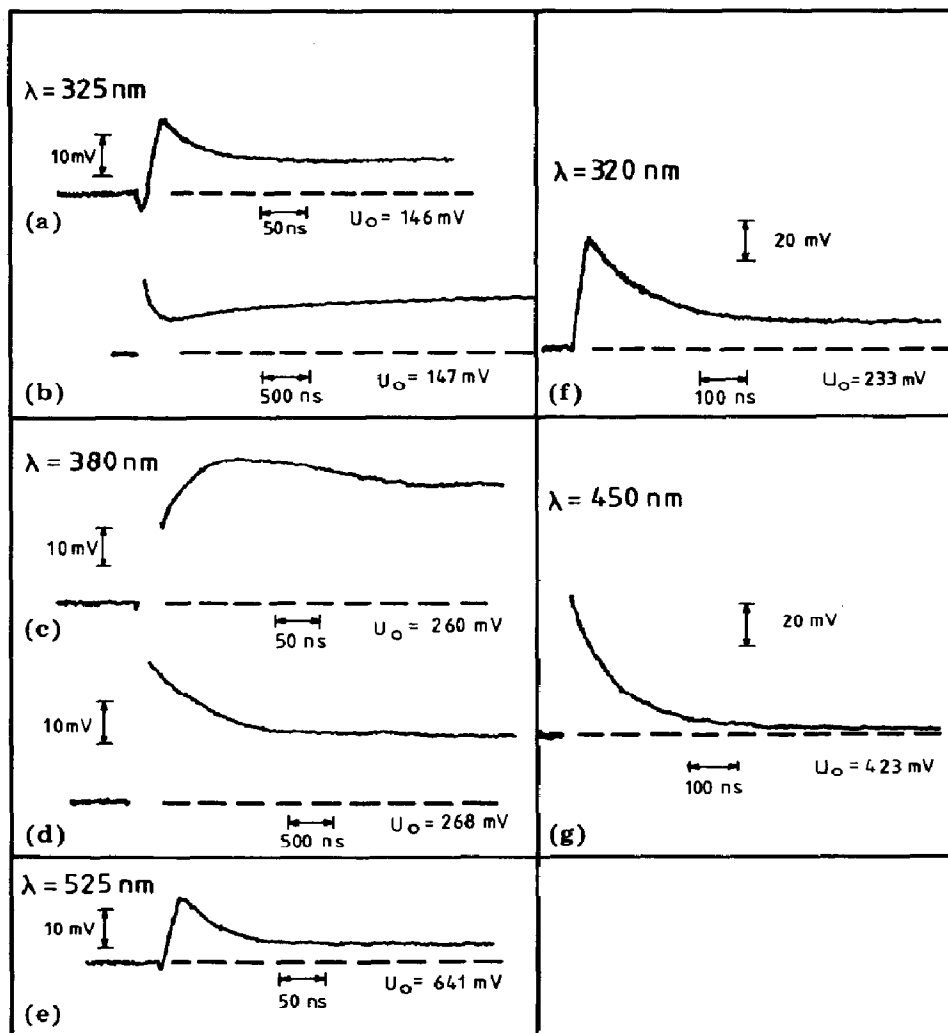 λ = 325 nm
10 mV
50 ns
U₀ = 146 mV
(a)
500 ns
U₀ = 147 mV
(b)
λ = 380 nm
10 mV
50 ns
U₀ = 260 mV
(c)
10 mV
500 ns
U₀ = 268 mV
(d)
λ = 525 nm
10 mV
50 ns
U₀ = 641 mV
(e)
λ = 320 nm
20 mV
100 ns
U₀ = 233 mV
(f)
λ = 450 nm
20 mV
100 ns
U₀ = 423 mV
(g)